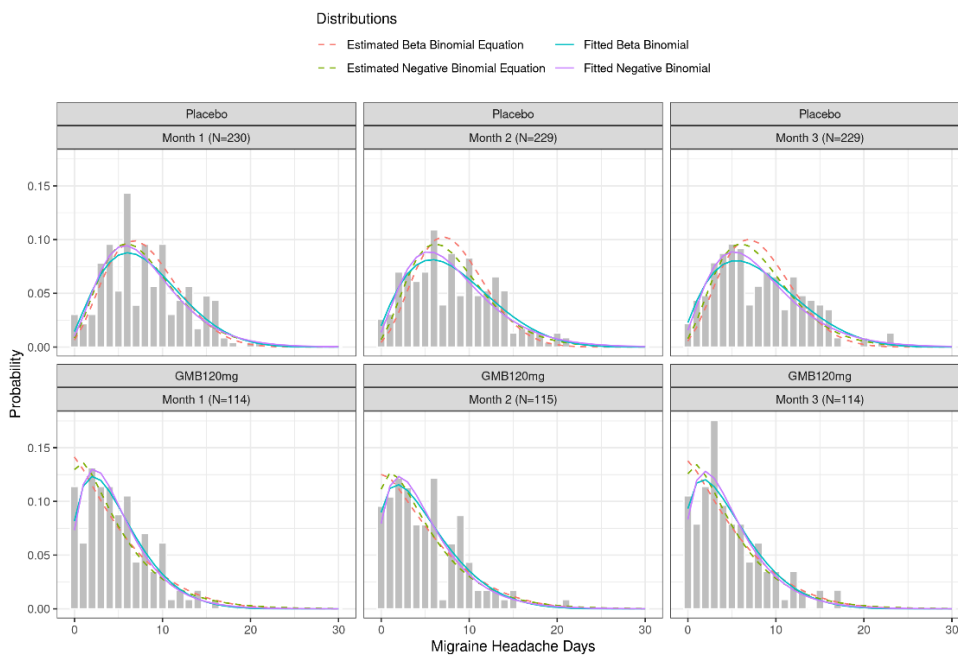 Distributions
Estimated Beta Binomial Equation Fitted Beta Binomial
Estimated Negative Binomial Equation Fitted Negative Binomial
Placebo Placebo Placebo
Month 1 (N=230) Month 2 (N=229) Month 3 (N=229)
0.15
0.10
0.05
0.00
Probability
GMB120mg GMB120mg GMB120mg
Month 1 (N=114) Month 2 (N=115) Month 3 (N=114)
0.15
0.10
0.05
0.00
0 10 20 30 0 10 20 30 0 10 20 30
Migraine Headache Days